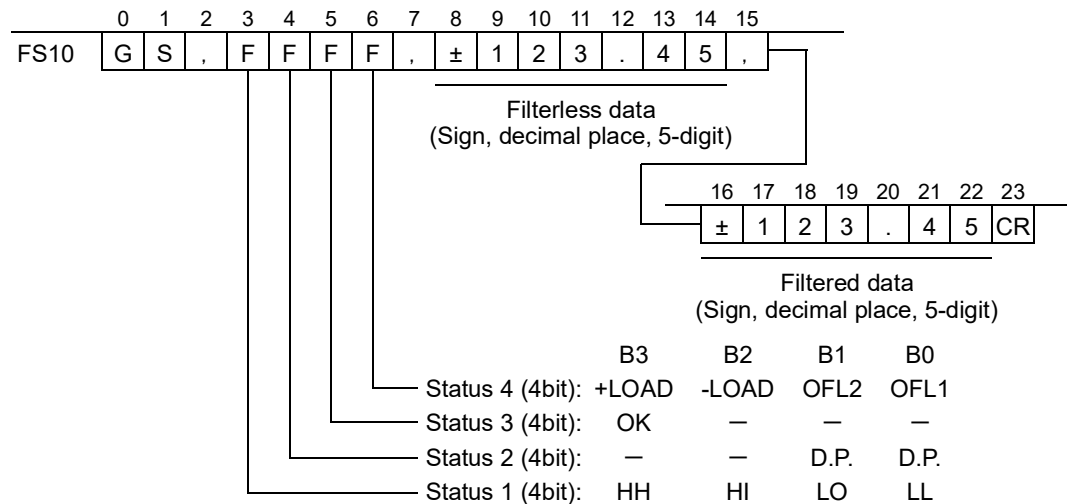 0 1 2 3 4 5 6 7 8 9 10 11 12 13 14 15
FS10 G S , F F F F , ± 1 2 3 . 4 5 ,
Filterless data
(Sign, decimal place, 5-digit)
16 17 18 19 20 21 22 23
± 1 2 3 . 4 5 CR
Filtered data
(Sign, decimal place, 5-digit)
B3 B2 B1 B0
Status 4 (4bit): +LOAD -LOAD OFL2 OFL1
Status 3 (4bit): OK — — —
Status 2 (4bit): — — D.P. D.P.
Status 1 (4bit): HH HI LO LL